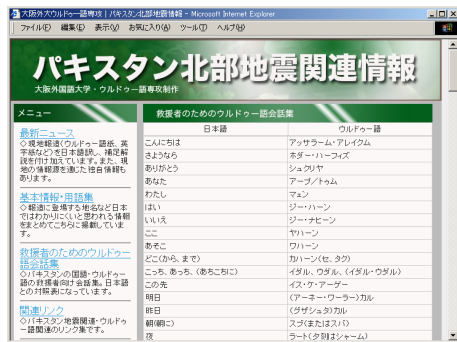 大阪外大ウルドゥー語専攻 | パキスタン北部地震情報 - Microsoft Internet Explorer
ファイル(F) 編集(E) 表示(V) お気に入り(A) ツール(T) ヘルプ(H)
パキスタン北部地震関連情報
大阪外国語大学・ウルドゥー語専攻制作
メニュー
最新ニュース
◇現地報道(ウルドゥー語紙、英
字紙など)を日本語訳し、補足解
説を付け加えています。また、現
地の情報源を通じた独自情報も
あります。
基本情報・用語集
◇報道に登場する地名など日本
ではわかりにくいと思われる情報
をまとめてこちらに掲載していま
す。
救援者のためのウルドゥー
語会話集
◇パキスタンの国語・ウルドゥー
語の救援者向け会話集。日本語
との対照表になっています。
関連リンク
◇パキスタン地震関連・ウルドゥ
ー語関連のリンク集です。
救援者のためのウルドゥー語会話集
日本語 ウルドゥー語
こんにちは アッサラーム・アレイクム
さようなら ホダー・ハーフィズ
ありがとう シュクリヤ
あなた アープ/トゥム
わたし マェン
はい ジー・ハーン
いいえ ジー・ナヒーン
ここ ヤハーン
あそこ ワハーン
どこ(から、まで) カハーン(セ、タク)
こっち、あっち、(あちこちに) イダル、ウダル、(イダル・ウダル)
この先 イス・ケ・アーゲー
明日 (アーネー・ワーラー)カル
昨日 (グザシュタ)カル
朝(朝に) スブ(またはスバ)
夜 ラート(夕刻はシャーム)